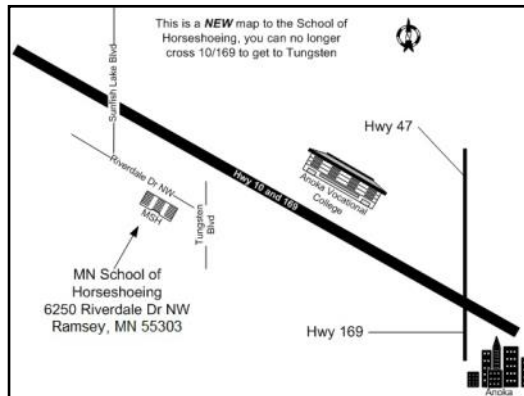 This is a NEW map to the School of
Horseshoeing, you can no longer
cross 10/169 to get to Tungsten
Sunfish Lake Blvd
Hwy 47
Riverdale Dr NW
Hwy 10 and 169
Anoka Vocational
College
MSH
Tungsten
Blvd
MN School of
Horseshoeing
6250 Riverdale Dr NW
Ramsey, MN 55303
Hwy 169
Anoka